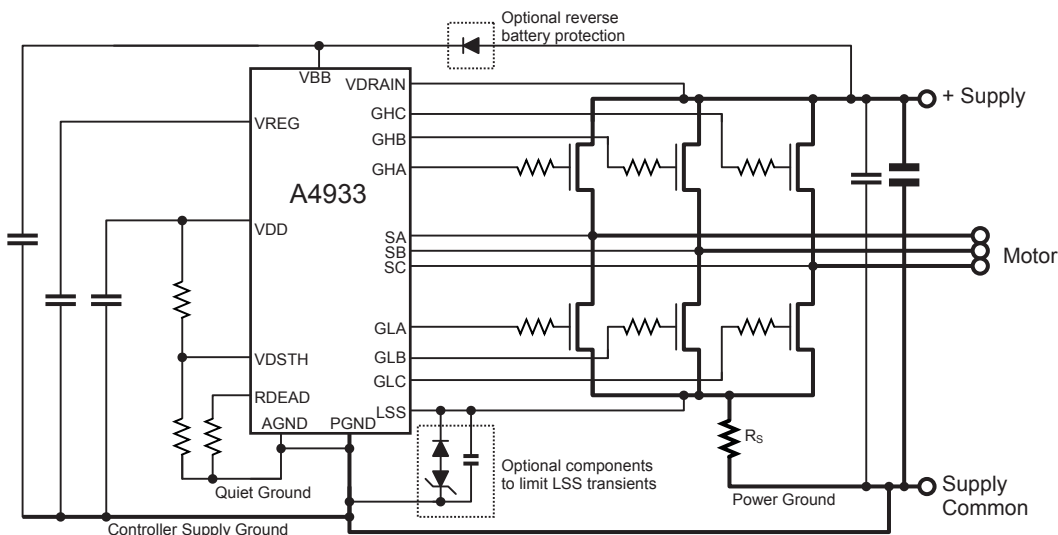 Optional reverse
battery protection
VBB
VDRAIN
+ Supply
GHC
VREG
GHB
GHA
A4933
VDD
SA
SB
SC
Motor
GLA
VDSTH
GLB
GLC
RDEAD
LSS
AGND
PGND
RS
Optional components
to limit LSS transients
Quiet Ground
Power Ground
Supply
Common
Controller Supply Ground